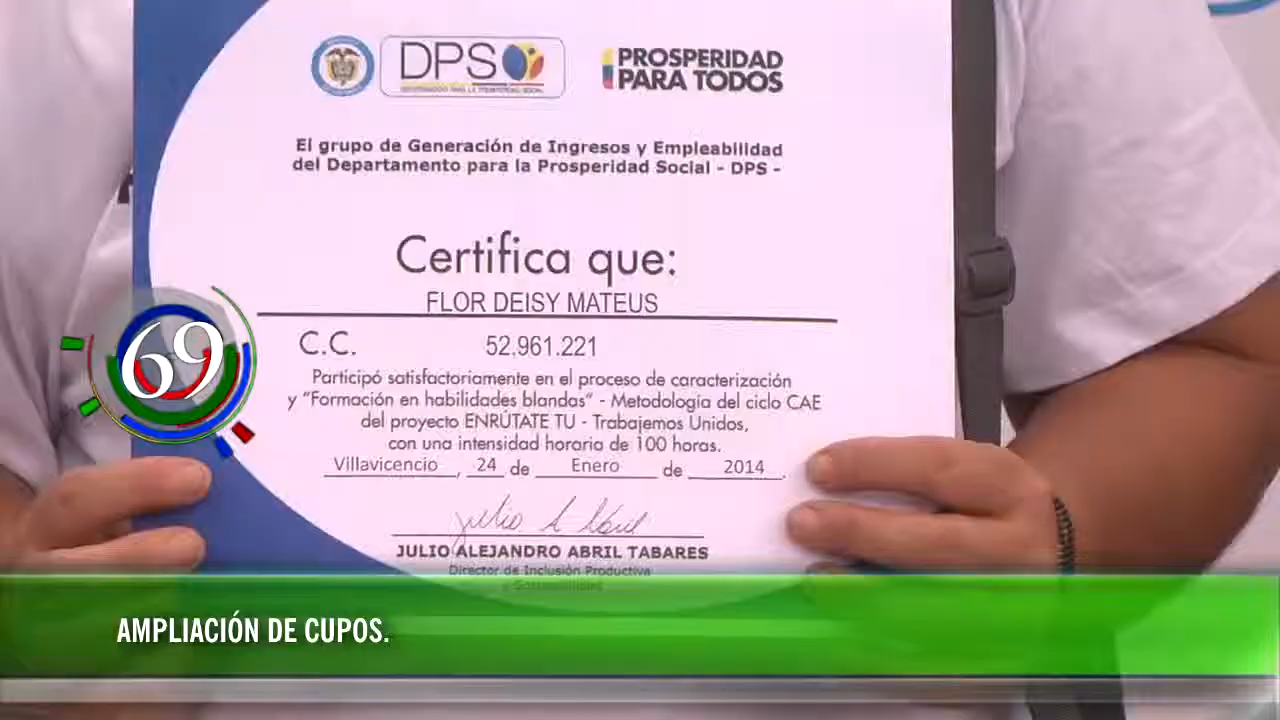 DPS
PROSPERIDAD
PARA TODOS
El grupo de Generación de Ingresos y Empleabilidad
del Departamento para la Prosperidad Social - DPS -
Certifica que:
FLOR DEISY MATEUS
C.C. 52.961.221
Participó satisfactoriamente en el proceso de caracterización
y "Formación en habilidades blandas" - Metodología del ciclo CAE
del proyecto ENRÚTATE TU - Trabajemos Unidos,
con una intensidad horaria de 100 horas.
Villavicencio, 24 de Enero de 2014.
JULIO ALEJANDRO ABRIL TABARES
Director de Inclusión Productiva
69
AMPLIACIÓN DE CUPOS.